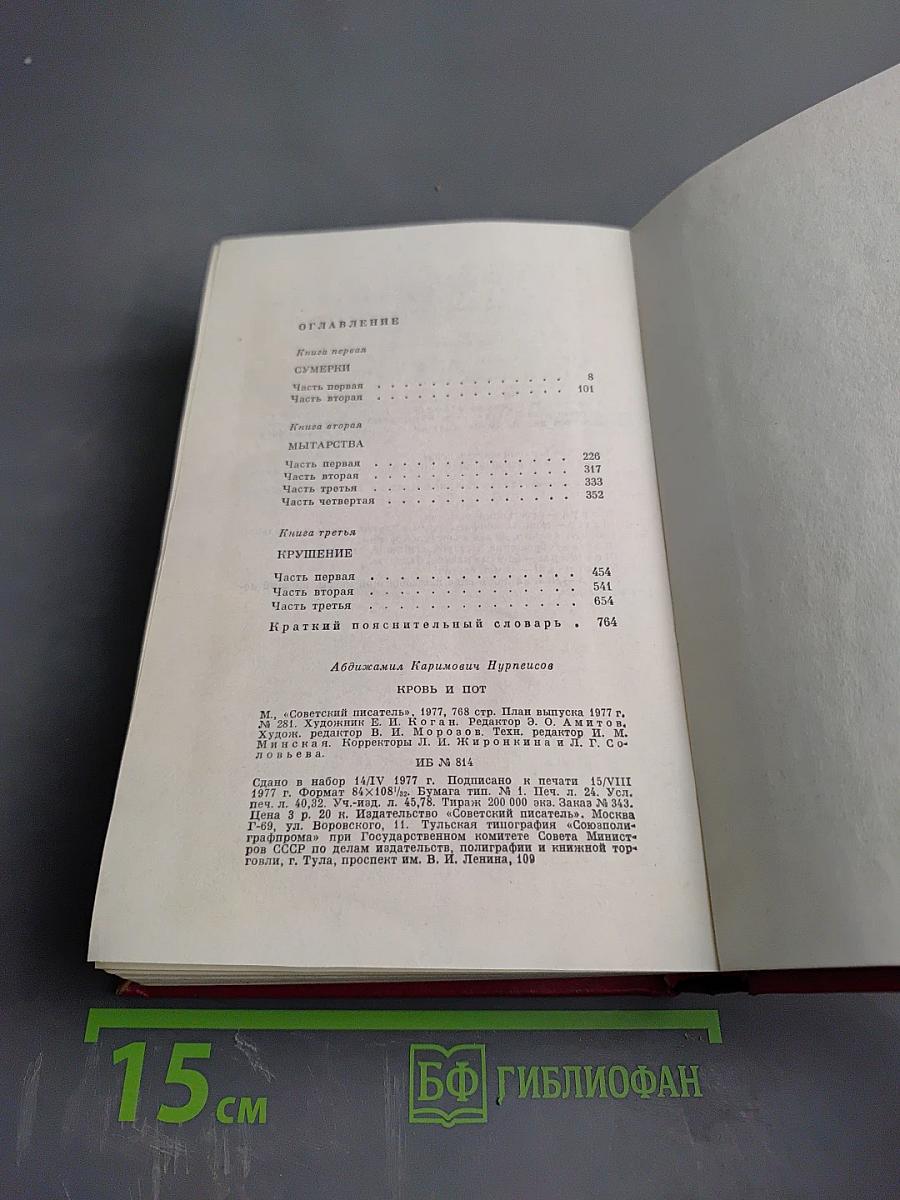 ОГЛАВЛЕНИЕ
Книга первая
СУМЕРКИ
Часть первая . . . . . . . . . . . . . . 8
Часть вторая . . . . . . . . . . . . . . 101
Книга вторая
МЫТАРСТВА
Часть первая . . . . . . . . . . . . . . 226
Часть вторая . . . . . . . . . . . . . . 317
Часть третья . . . . . . . . . . . . . . 333
Часть четвертая . . . . . . . . . . . . . 352
Книга третья
КРУШЕНИЕ
Часть первая . . . . . . . . . . . . . . 454
Часть вторая . . . . . . . . . . . . . . 541
Часть третья . . . . . . . . . . . . . . 654
Краткий пояснительный словарь . 764
Абдижамил Каримович Нурпеисов
КРОВЬ И ПОТ
М., «Советский писатель», 1977, 768 стр. План выпуска 1977 г.
№ 281. Художник Е. И. Коган. Редактор Э. О. Амитов.
Худож. редактор В. И. Морозов. Техн. редактор И. М.
Минская. Корректоры Л. И. Жиронкина и Л. Г. Со-
ловьева.
ИБ № 814
Сдано в набор 14/IV 1977 г. Подписано к печати 15/VIII
1977 г. Формат 84×108 1/32. Бумага тип. № 1. Печ. л. 24. Усл.
печ. л. 40,32. Уч.-изд. л. 45,78. Тираж 200 000 экз. Заказ № 343.
Цена 3 р. 20 к. Издательство «Советский писатель». Москва
Г-69, ул. Воровского, 11. Тульская типография «Союзполи-
графпрома» при Государственном комитете Совета Минист-
ров СССР по делам издательств, полиграфии и книжной тор-
говли, г. Тула, проспект им. В. И. Ленина, 109
15 см
БФ ГИБЛИОФАН